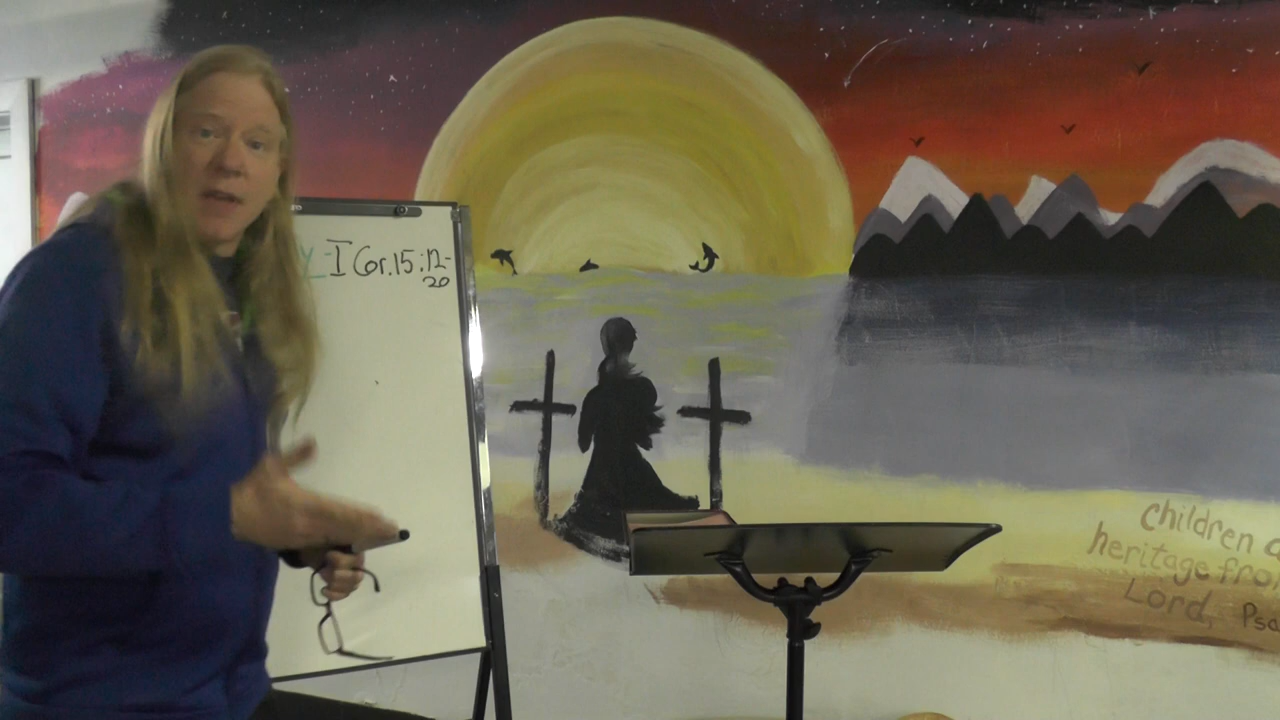 I Cor.15:12-
20
Children a
heritage from
Lord, Psa